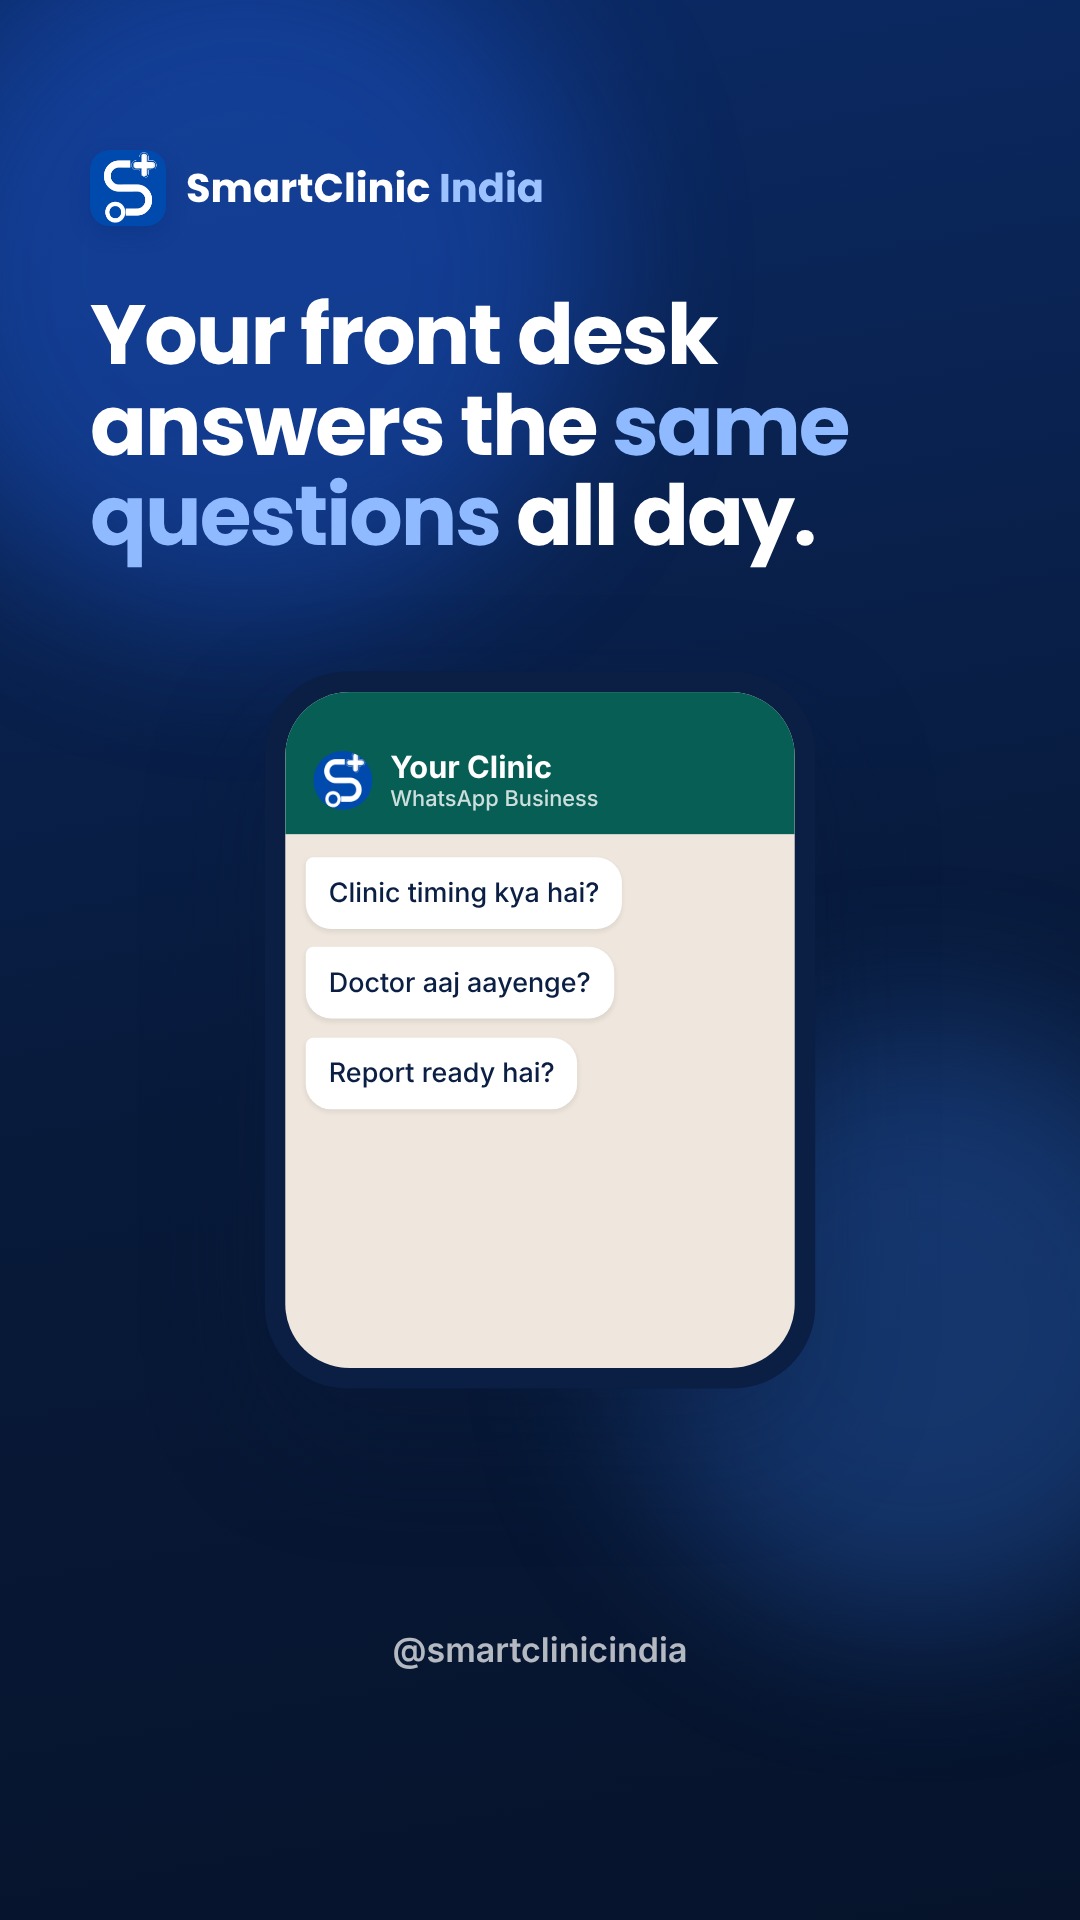 SmartClinic India
Your front desk
answers the same
questions all day.
Your Clinic
WhatsApp Business
Clinic timing kya hai?
Doctor aaj aayenge?
Report ready hai?
@smartclinicindia